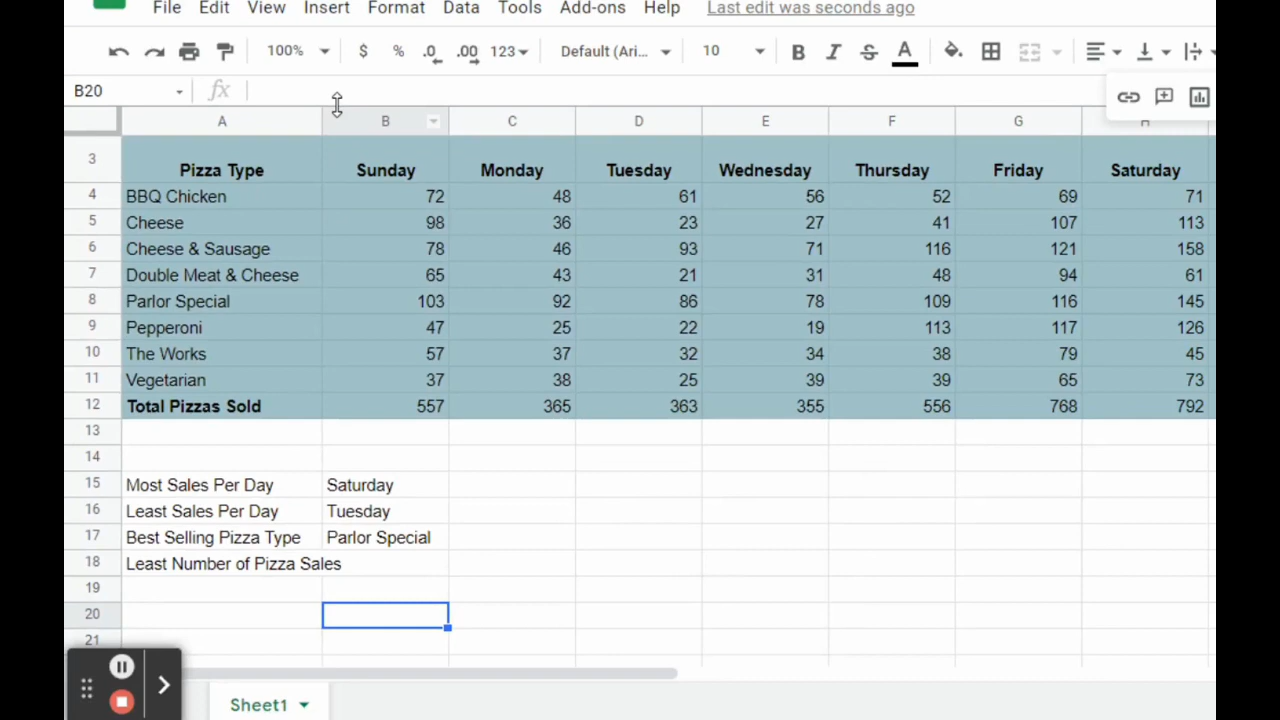 File Edit View Insert Format Data Tools Add-ons Help Last edit was seconds ago
100% $ % .0 .00 123 Default (Ari... 10 B I S A
B20 fx
A B C D E F G H
3 Pizza Type Sunday Monday Tuesday Wednesday Thursday Friday Saturday
4 BBQ Chicken 72 48 61 56 52 69 71
5 Cheese 98 36 23 27 41 107 113
6 Cheese & Sausage 78 46 93 71 116 121 158
7 Double Meat & Cheese 65 43 21 31 48 94 61
8 Parlor Special 103 92 86 78 109 116 145
9 Pepperoni 47 25 22 19 113 117 126
10 The Works 57 37 32 34 38 79 45
11 Vegetarian 37 38 25 39 39 65 73
12 Total Pizzas Sold 557 365 363 355 556 768 792
13
14
15 Most Sales Per Day Saturday
16 Least Sales Per Day Tuesday
17 Best Selling Pizza Type Parlor Special
18 Least Number of Pizza Sales
19
20
21
Sheet1